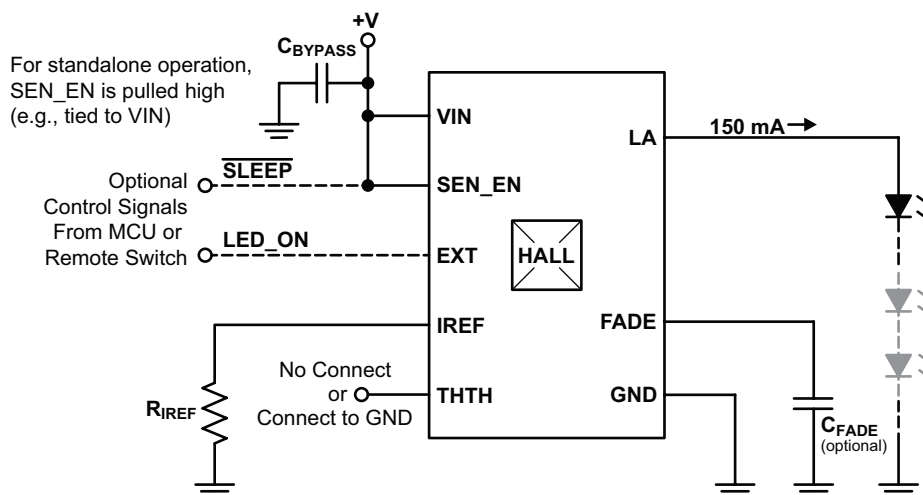 +V
CBYPASS
For standalone operation,
SEN_EN is pulled high
(e.g., tied to VIN)
VIN
LA
150 mA
SLEEP
Optional
Control Signals
From MCU or
Remote Switch
SEN_EN
LED_ON
EXT
HALL
IREF
FADE
No Connect
or
Connect to GND
THTH
GND
RIREF
CFADE
(optional)